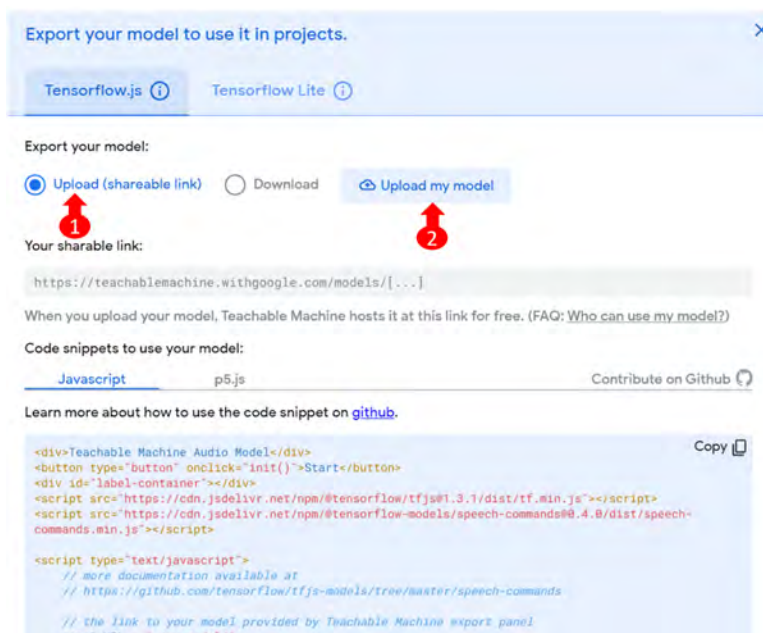 Export your model to use it in projects.
Tensorflow.js
Tensorflow Lite
Export your model:
Upload (shareable link) Download Upload my model
1
2
Your sharable link:
https://teachablemachine.withgoogle.com/models/[...]
When you upload your model, Teachable Machine hosts it at this link for free. (FAQ: Who can use my model?)
Code snippets to use your model:
Javascript p5.js Contribute on Github
Learn more about how to use the code snippet on github.
Copy
<div>Teachable Machine Audio Model</div>
<button type="button" onclick="init()">Start</button>
<div id="label-container"></div>
<script src="https://cdn.jsdelivr.net/npm/@tensorflow/tfjs@1.3.1/dist/tf.min.js"></script>
<script src="https://cdn.jsdelivr.net/npm/@tensorflow-models/speech-commands@0.4.0/dist/speech-
commands.min.js"></script>
<script type="text/javascript">
// more documentation available at
// https://github.com/tensorflow/tfjs-models/tree/master/speech-commands
// the link to your model provided by Teachable Machine export panel